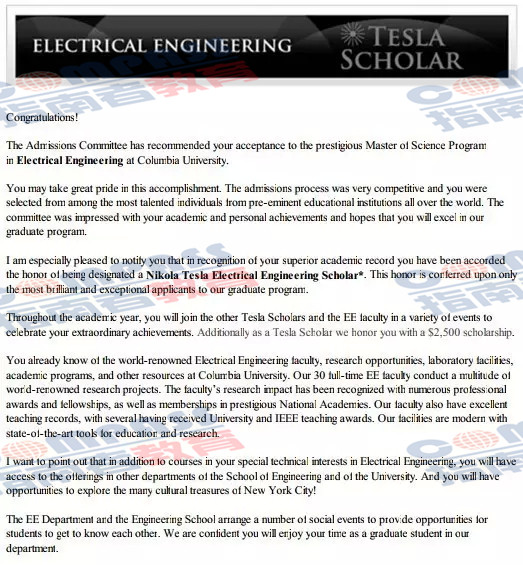 ELECTRICAL ENGINEERING
TESLA
SCHOLAR
Compass
指南者教育
Compass
指南者
Congratulations!
The Admissions Committee has recommended your acceptance to the prestigious Master of Science Program
in Electrical Engineering at Columbia University.
You may take great pride in this accomplishment. The admissions process was very competitive and you were
selected from among the most talented individuals from pre-eminent educational institutions all over the world. The
committee was impressed with your academic and personal achievements and hopes that you will excel in our
graduate program.
I am especially pleased to notify you that in recognition of your superior academic record you have been accorded
the honor of being designated a Nikola Tesla Electrical Engineering Scholar*. This honor is conferred upon only
the most brilliant and exceptional applicants to our graduate program.
Throughout the academic year, you will join the other Tesla Scholars and the EE faculty in a variety of events to
celebrate your extraordinary achievements. Additionally as a Tesla Scholar we honor you with a $2,500 scholarship.
You already know of the world-renowned Electrical Engineering faculty, research opportunities, laboratory facilities,
academic programs, and other resources at Columbia University. Our 30 full-time EE faculty conduct a multitude of
world-renowned research projects. The faculty's research impact has been recognized with numerous professional
awards and fellowships, as well as memberships in prestigious National Academies. Our faculty also have excellent
teaching records, with several having received University and IEEE teaching awards. Our facilities are modern with
state-of-the-art tools for education and research.
I want to point out that in addition to courses in your special technical interests in Electrical Engineering, you will have
access to the offerings in other departments of the School of Engineering and of the University. And you will have
opportunities to explore the many cultural treasures of New York City!
The EE Department and the Engineering School arrange a number of social events to provide opportunities for
students to get to know each other. We are confident you will enjoy your time as a graduate student in our
department.